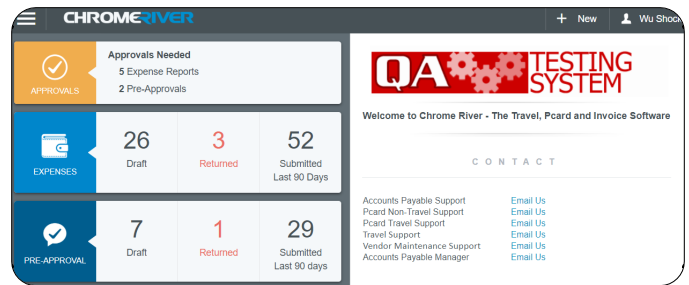 CHROMERIVER
+ New
Wu Shock
APPROVALS
Approvals Needed
5 Expense Reports
2 Pre-Approvals
EXPENSES
26
Draft
3
Returned
52
Submitted
Last 90 Days
PRE-APPROVAL
7
Draft
1
Returned
29
Submitted
Last 90 days
QA TESTING
SYSTEM
Welcome to Chrome River - The Travel, Pcard and Invoice Software
CONTACT
Accounts Payable Support Email Us
Pcard Non-Travel Support Email Us
Pcard Travel Support Email Us
Travel Support Email Us
Vendor Maintenance Support Email Us
Accounts Payable Manager Email Us